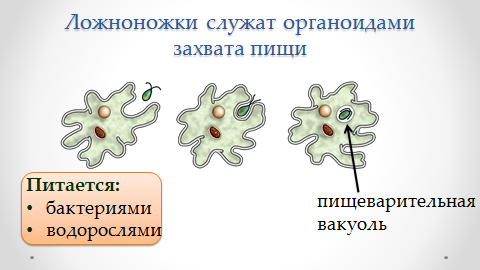 Ложноножки служат органоидами
захвата пищи
Питается:
• бактериями
• водорослями
пищеварительная
вакуоль